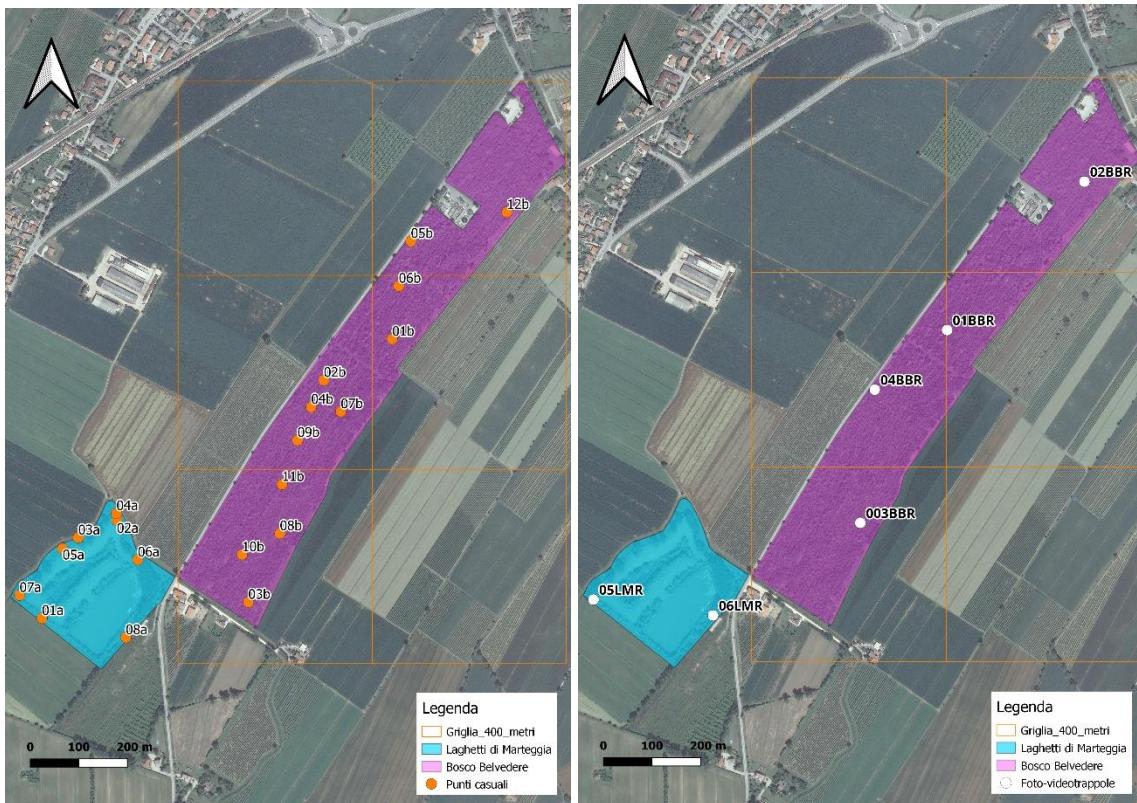 12b
05b
06b
01b
02b
04b
07b
09b
11b
04a
02a
03a
05a
08b
06a
10b
07a
03b
01a
08a
0 100 200 m
Legenda
Griglia_400_metri
Laghetti di Marteggia
Bosco Belvedere
Punti casuali
02BBR
01BBR
04BBR
003BBR
05LMR
06LMR
0 100 200 m
Legenda
Griglia_400_metri
Laghetti di Marteggia
Bosco Belvedere
Foto-videotrappole